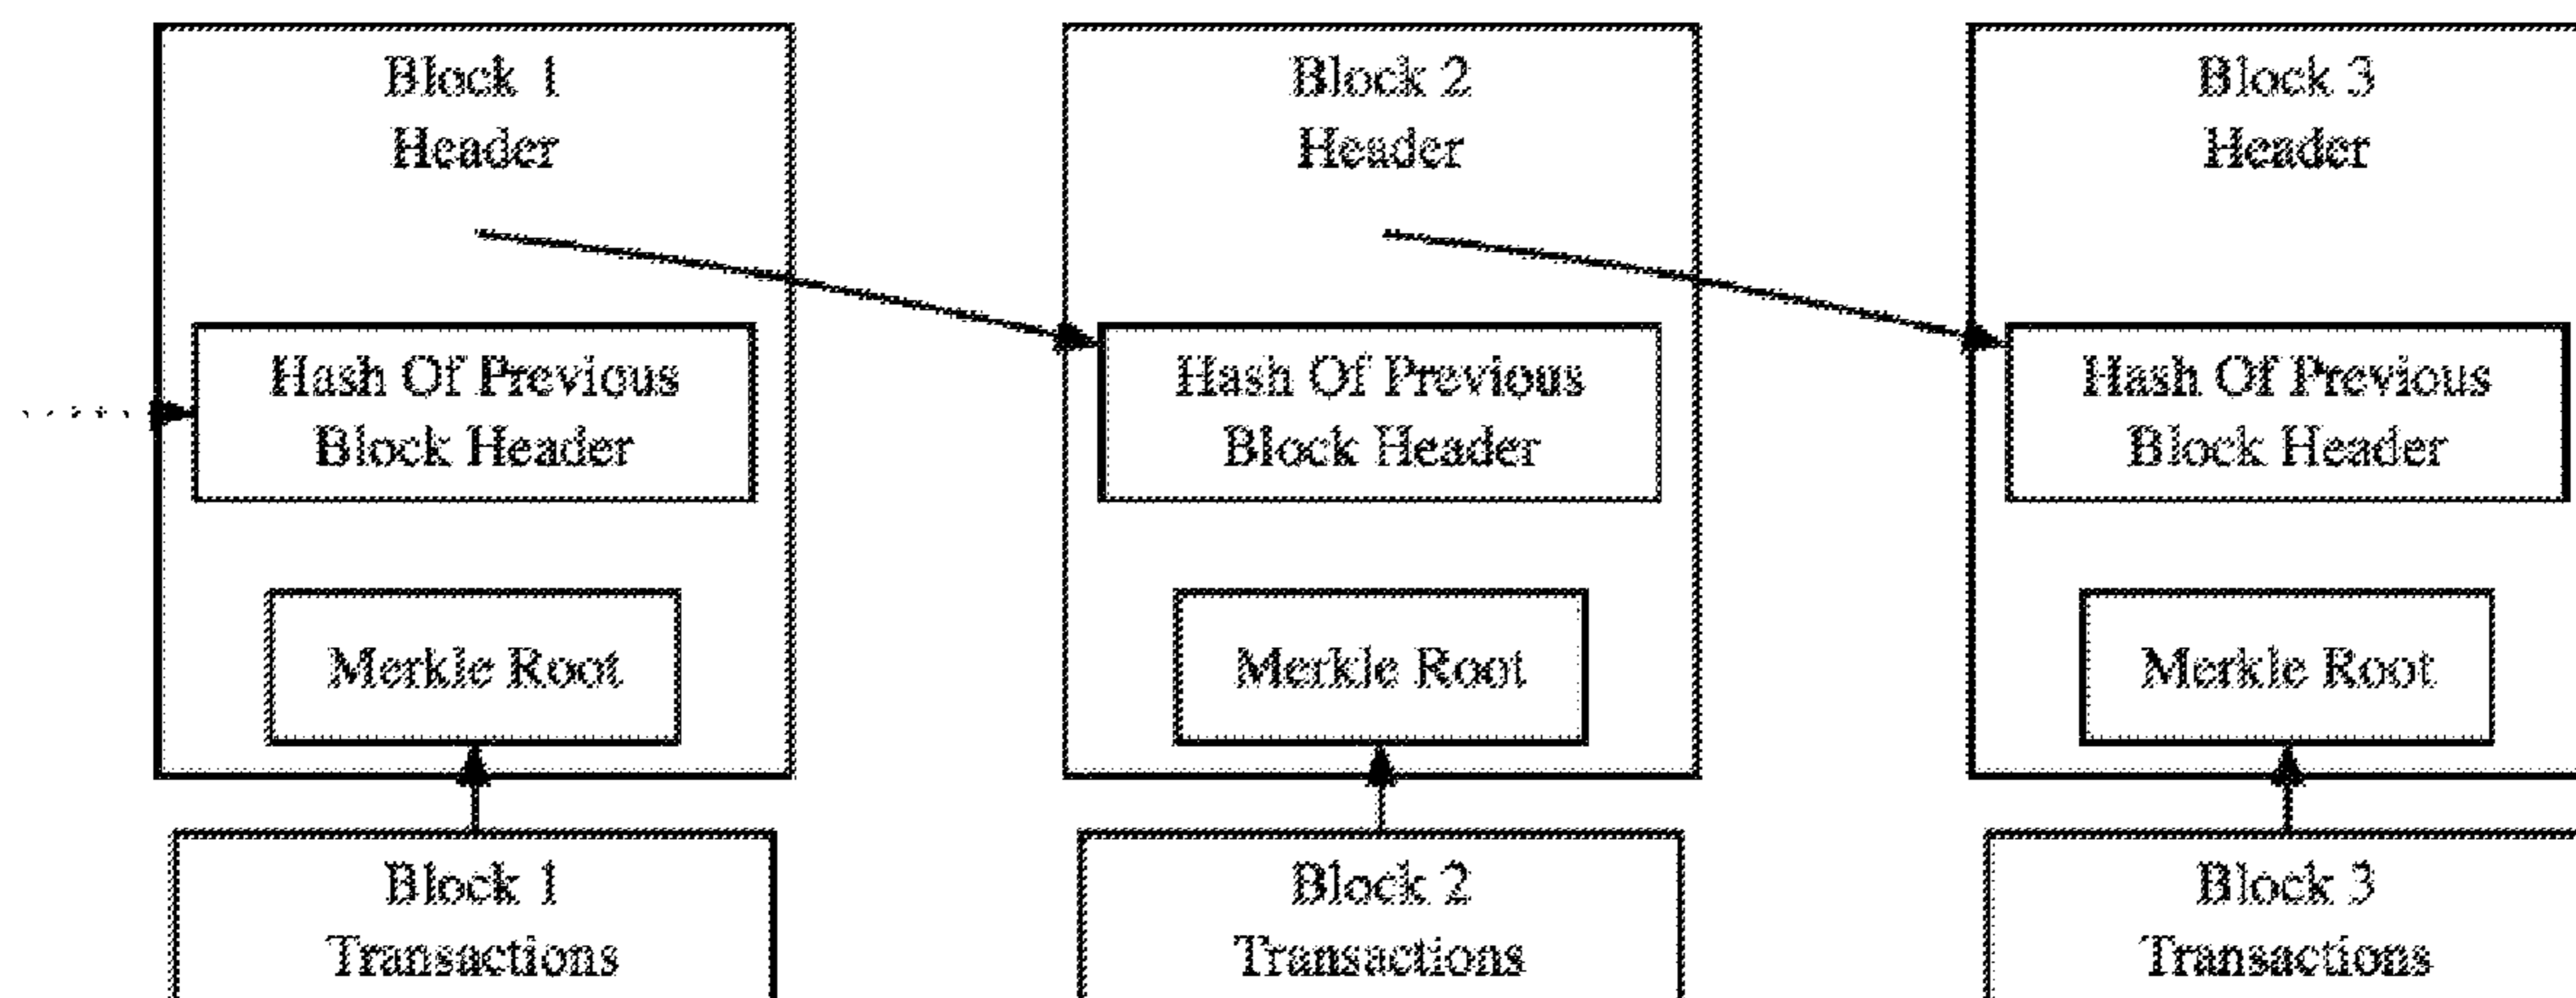 Block 1
Header
Hash Of Previous
Block Header
Merkle Root
Block 1
Transactions
Block 2
Header
Hash Of Previous
Block Header
Merkle Root
Block 2
Transactions
Block 3
Header
Hash Of Previous
Block Header
Merkle Root
Block 3
Transactions